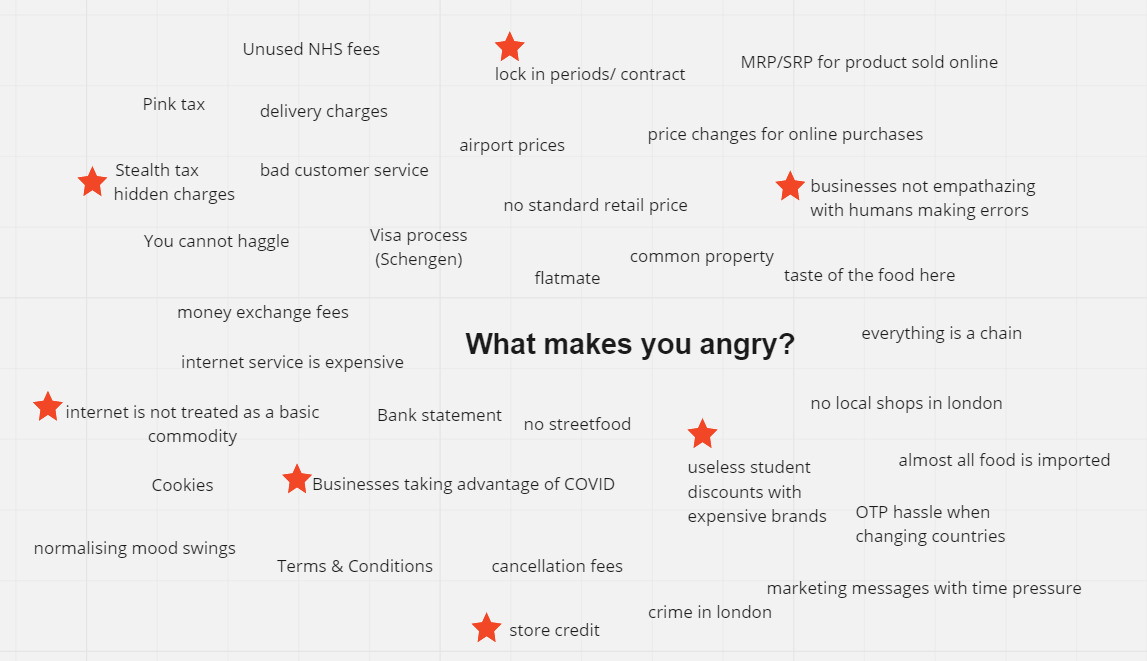 Unused NHS fees
lock in periods/ contract
MRP/SRP for product sold online
Pink tax
delivery charges
price changes for online purchases
airport prices
Stealth tax
hidden charges
bad customer service
businesses not empathazing
with humans making errors
no standard retail price
You cannot haggle
Visa process
(Schengen)
common property
flatmate
taste of the food here
money exchange fees
What makes you angry?
everything is a chain
internet service is expensive
internet is not treated as a basic
commodity
Bank statement
no streetfood
no local shops in london
useless student
discounts with
expensive brands
almost all food is imported
Cookies
Businesses taking advantage of COVID
OTP hassle when
changing countries
normalising mood swings
Terms & Conditions
cancellation fees
marketing messages with time pressure
crime in london
store credit